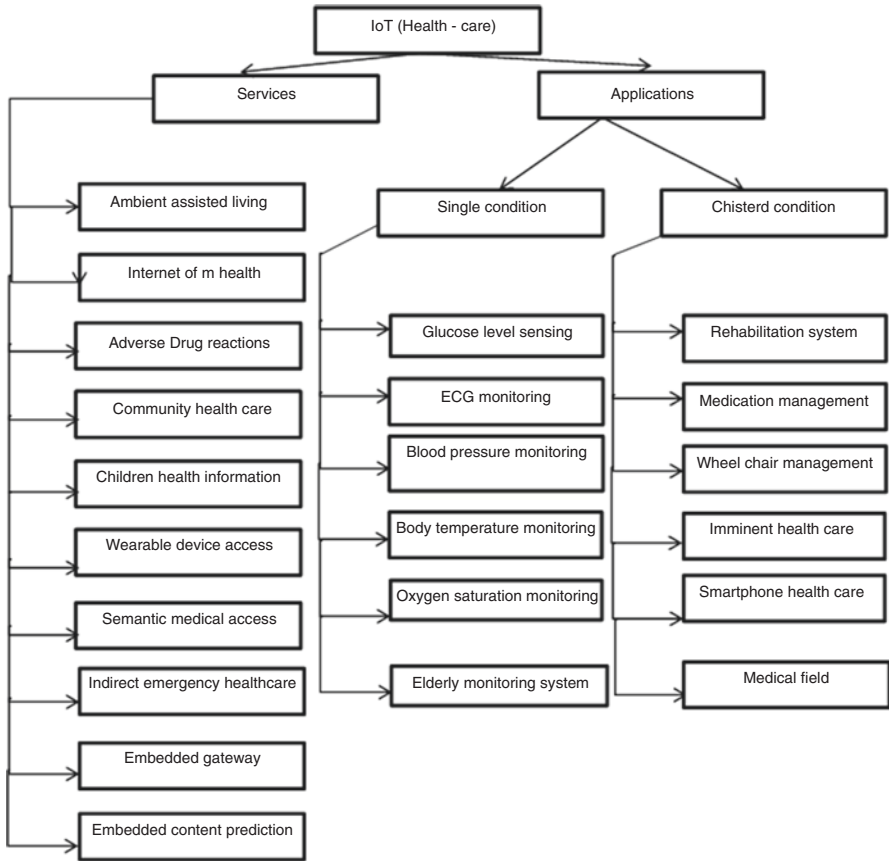 IoT (Health - care)
Services
Applications
Ambient assisted living
Internet of m health
Adverse Drug reactions
Community health care
Children health information
Wearable device access
Semantic medical access
Indirect emergency healthcare
Embedded gateway
Embedded content prediction
Single condition
Glucose level sensing
ECG monitoring
Blood pressure monitoring
Body temperature monitoring
Oxygen saturation monitoring
Elderly monitoring system
Chisterd condition
Rehabilitation system
Medication management
Wheel chair management
Imminent health care
Smartphone health care
Medical field